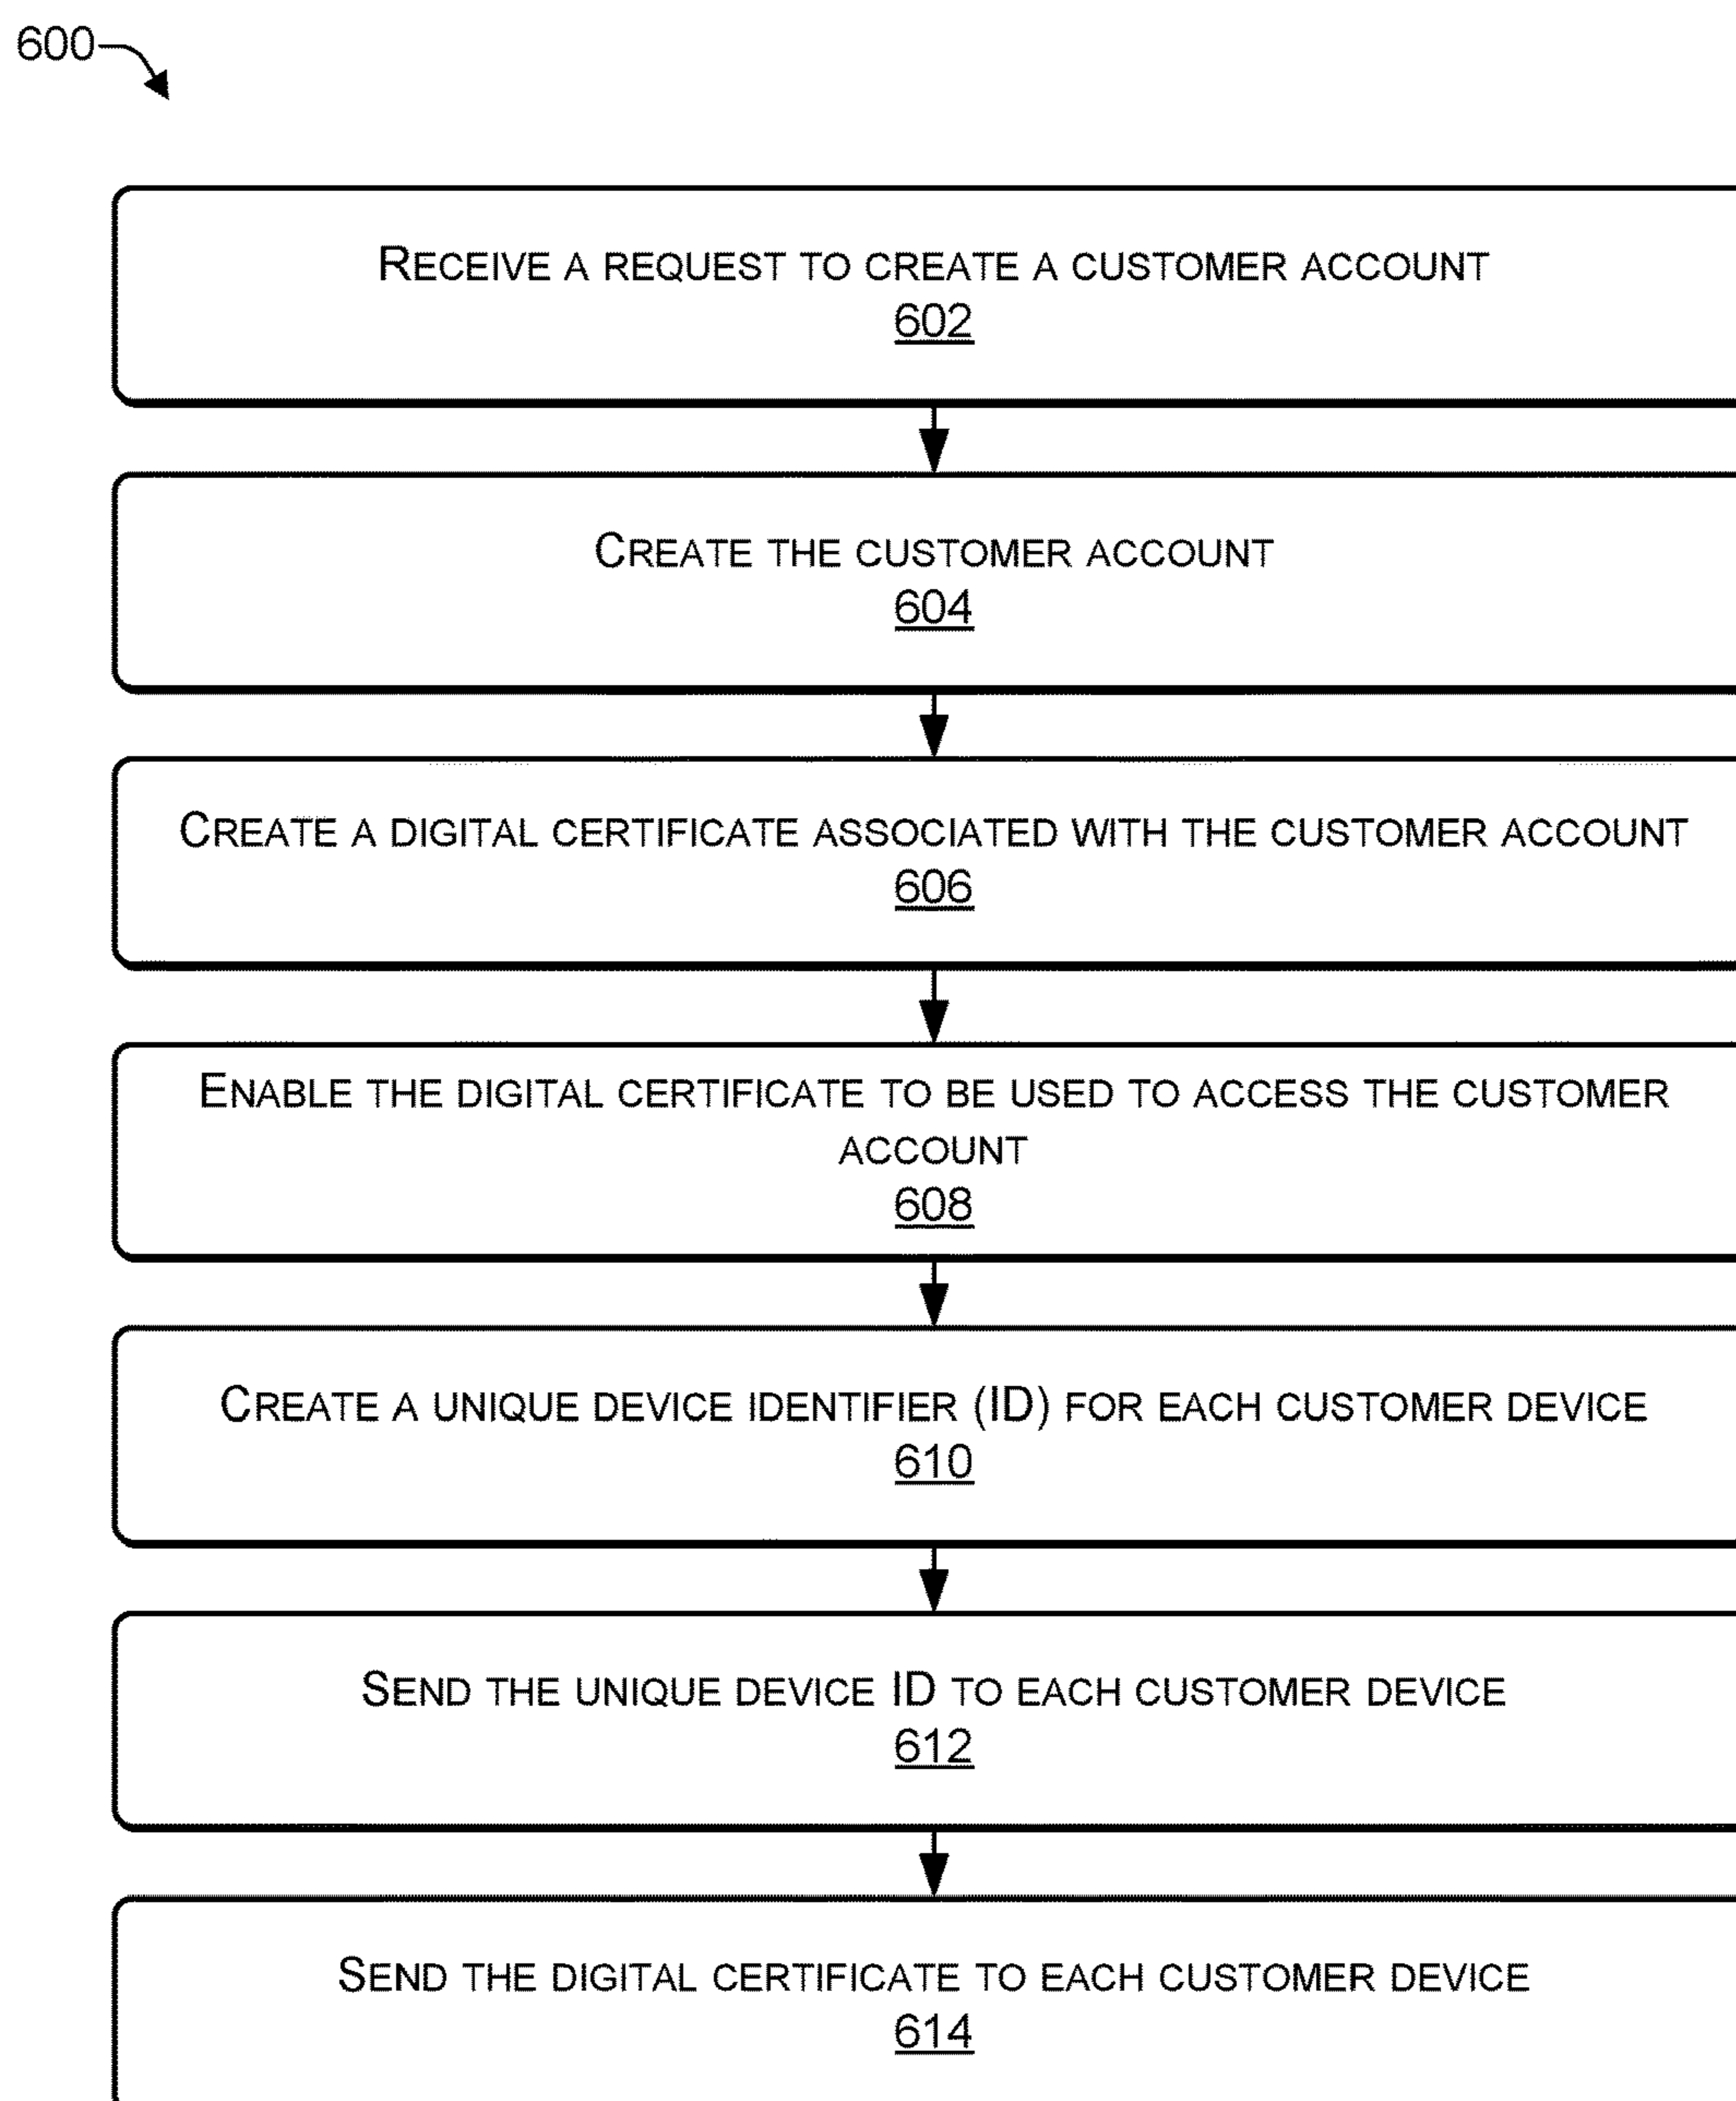 600
RECEIVE A REQUEST TO CREATE A CUSTOMER ACCOUNT
602
CREATE THE CUSTOMER ACCOUNT
604
CREATE A DIGITAL CERTIFICATE ASSOCIATED WITH THE CUSTOMER ACCOUNT
606
ENABLE THE DIGITAL CERTIFICATE TO BE USED TO ACCESS THE CUSTOMER
ACCOUNT
608
CREATE A UNIQUE DEVICE IDENTIFIER (ID) FOR EACH CUSTOMER DEVICE
610
SEND THE UNIQUE DEVICE ID TO EACH CUSTOMER DEVICE
612
SEND THE DIGITAL CERTIFICATE TO EACH CUSTOMER DEVICE
614